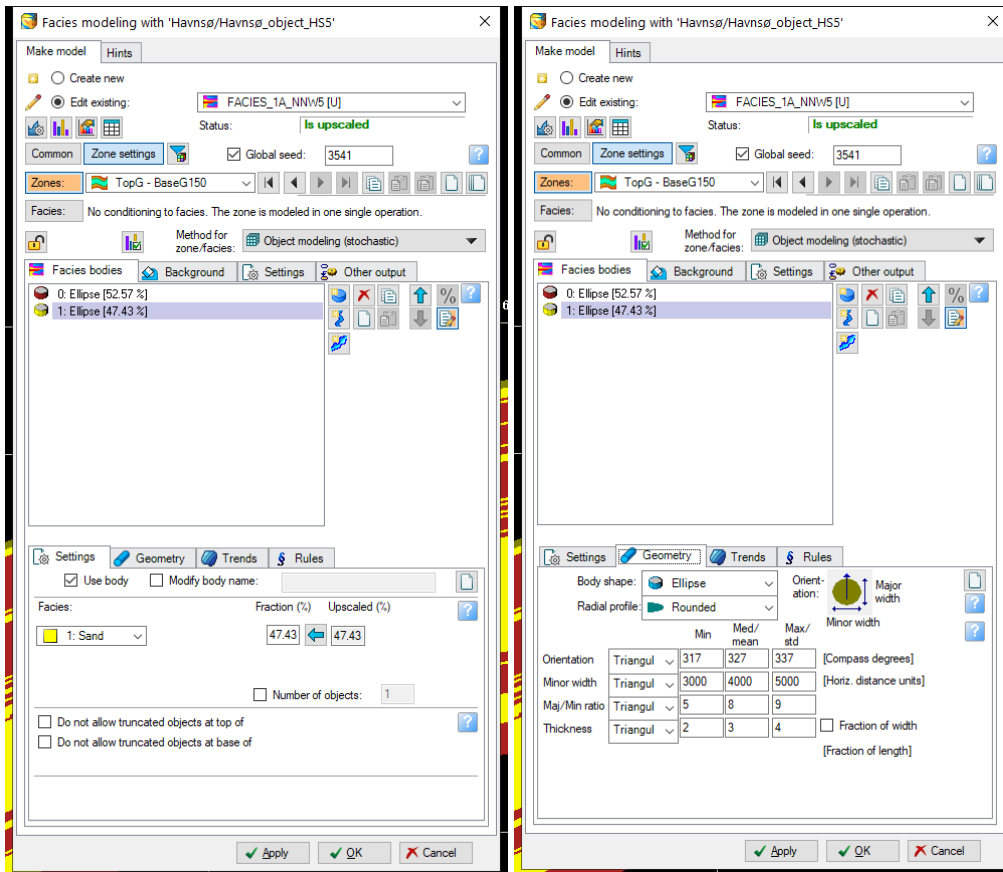 Facies modeling with 'Havnsø/Havnsø_object_HS5'
Make model Hints
Create new
Edit existing: FACIES_1A_NNW5 [U]
Status: Is upscaled
Common Zone settings Global seed: 3541
Zones: TopG - BaseG150
Facies: No conditioning to facies. The zone is modeled in one single operation.
Method for zone/facies: Object modeling (stochastic)
Facies bodies Background Settings Other output
0: Ellipse [52.57 %]
1: Ellipse [47.43 %]
Settings Geometry Trends Rules
Use body Modify body name:
Facies: Fraction (%) Upscaled (%)
1: Sand 47.43 47.43
Number of objects: 1
Do not allow truncated objects at top of
Do not allow truncated objects at base of
Apply OK Cancel
Facies modeling with 'Havnsø/Havnsø_object_HS5'
Make model Hints
Create new
Edit existing: FACIES_1A_NNW5 [U]
Status: Is upscaled
Common Zone settings Global seed: 3541
Zones: TopG - BaseG150
Facies: No conditioning to facies. The zone is modeled in one single operation.
Method for zone/facies: Object modeling (stochastic)
Facies bodies Background Settings Other output
0: Ellipse [52.57 %]
1: Ellipse [47.43 %]
Settings Geometry Trends Rules
Body shape: Ellipse Orient-ation: Major width
Radial profile: Rounded Minor width
Min Med/mean Max/std
Orientation Triangul 317 327 337 [Compass degrees]
Minor width Triangul 3000 4000 5000 [Horiz. distance units]
Maj/Min ratio Triangul 5 8 9
Thickness Triangul 2 3 4 Fraction of width
[Fraction of length]
Apply OK Cancel